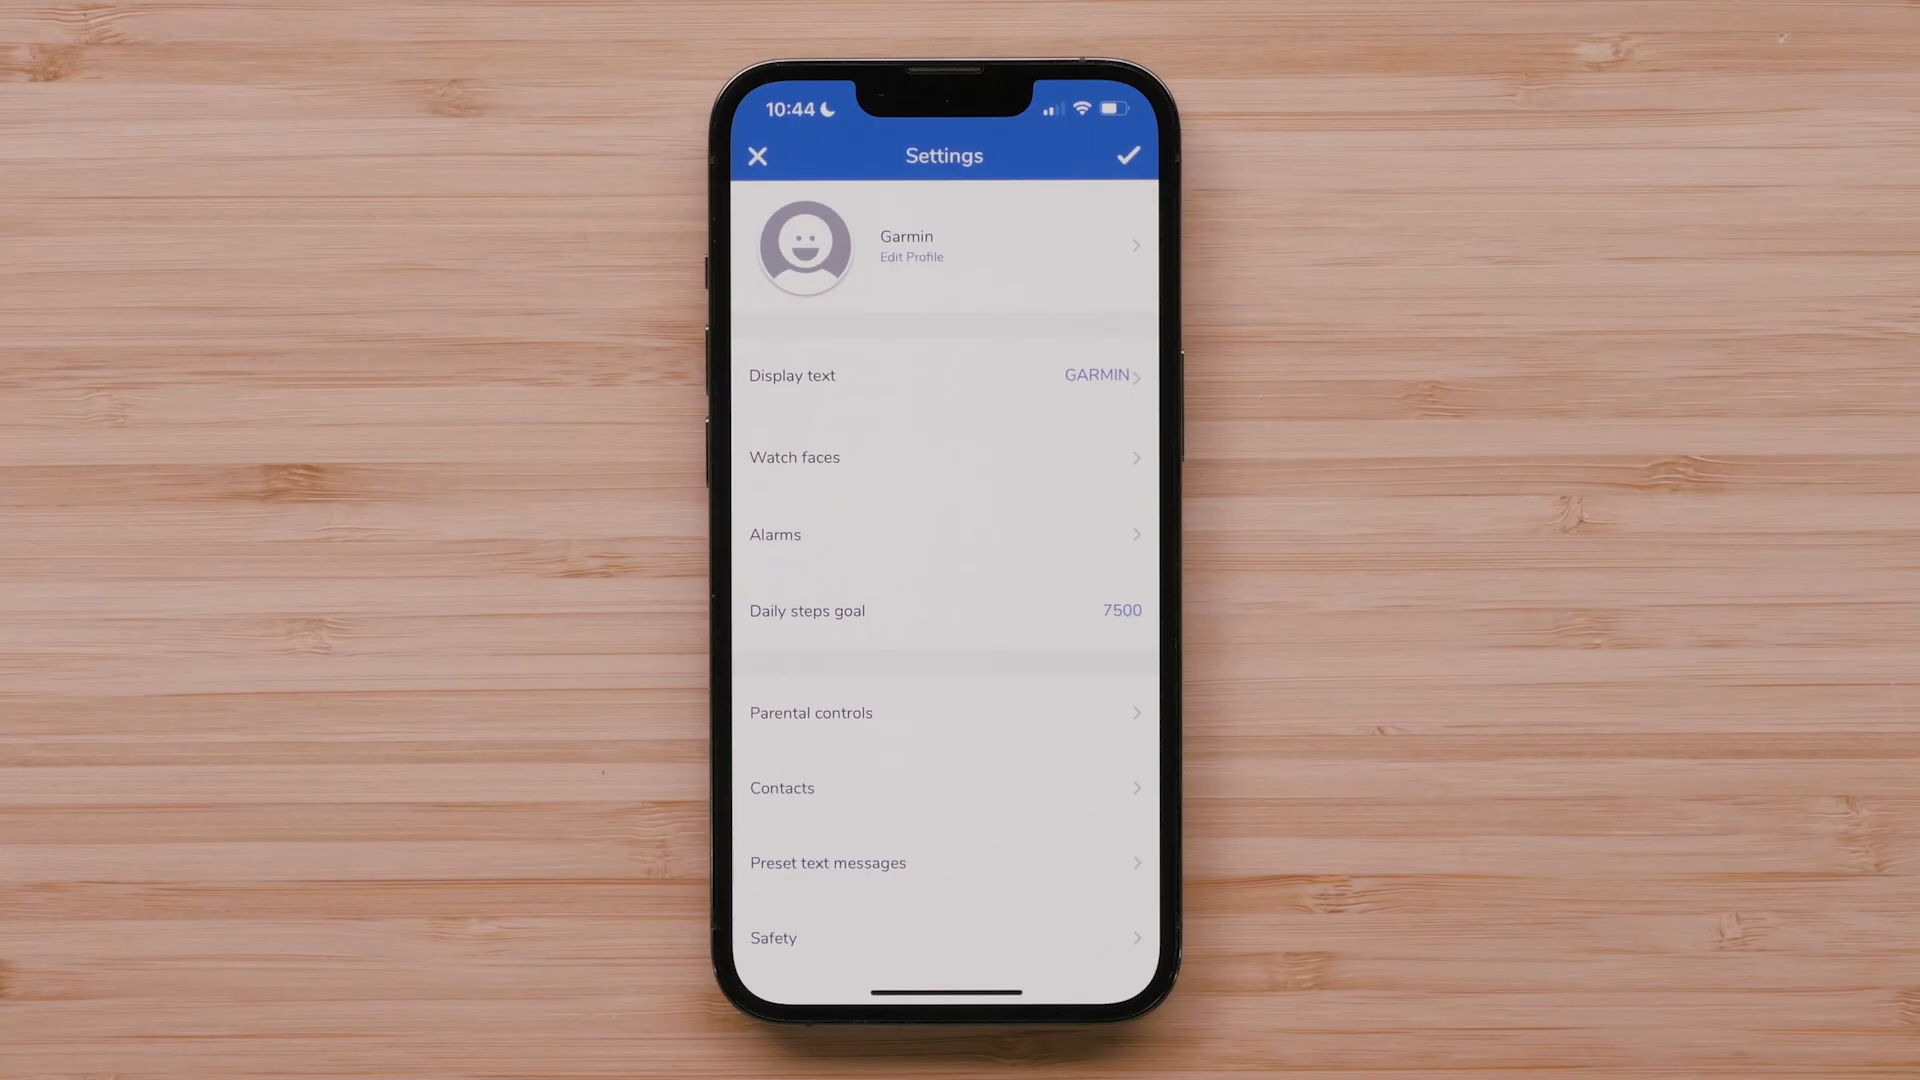 10:44
Settings
Garmin
Edit Profile
Display text GARMIN
Watch faces
Alarms
Daily steps goal 7500
Parental controls
Contacts
Preset text messages
Safety